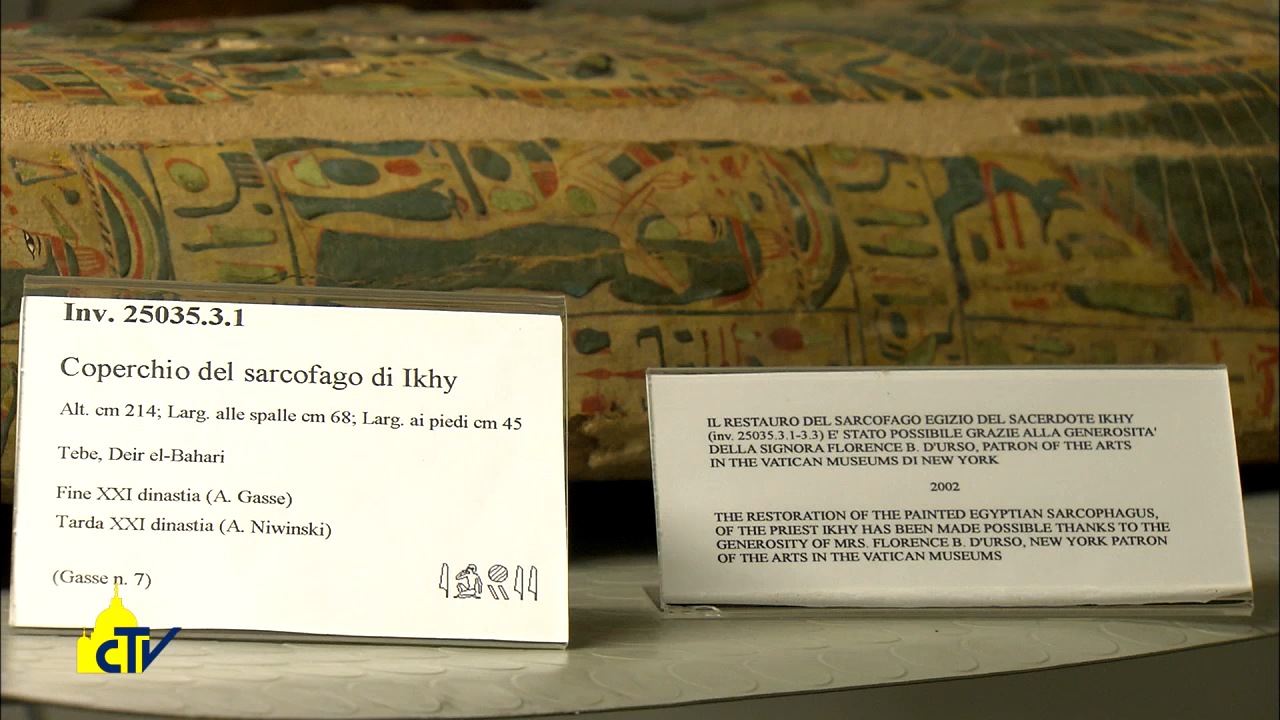 Inv. 25035.3.1
Coperchio del sarcofago di Ikhy
Alt. cm 214; Larg. alle spalle cm 68; Larg. ai piedi cm 45
Tebe, Deir el-Bahari
Fine XXI dinastia (A. Gasse)
Tarda XXI dinastia (A. Niwinski)
(Gasse n. 7)
IL RESTAURO DEL SARCOFAGO EGIZIO DEL SACERDOTE IKHY
(inv. 25035.3.1-3.3) E' STATO POSSIBILE GRAZIE ALLA GENEROSITA'
DELLA SIGNORA FLORENCE B. D'URSO, PATRON OF THE ARTS
IN THE VATICAN MUSEUMS DI NEW YORK
2002
THE RESTORATION OF THE PAINTED EGYPTIAN SARCOPHAGUS,
OF THE PRIEST IKHY HAS BEEN MADE POSSIBLE THANKS TO THE
GENEROSITY OF MRS. FLORENCE B. D'URSO, NEW YORK PATRON
OF THE ARTS IN THE VATICAN MUSEUMS
CTV